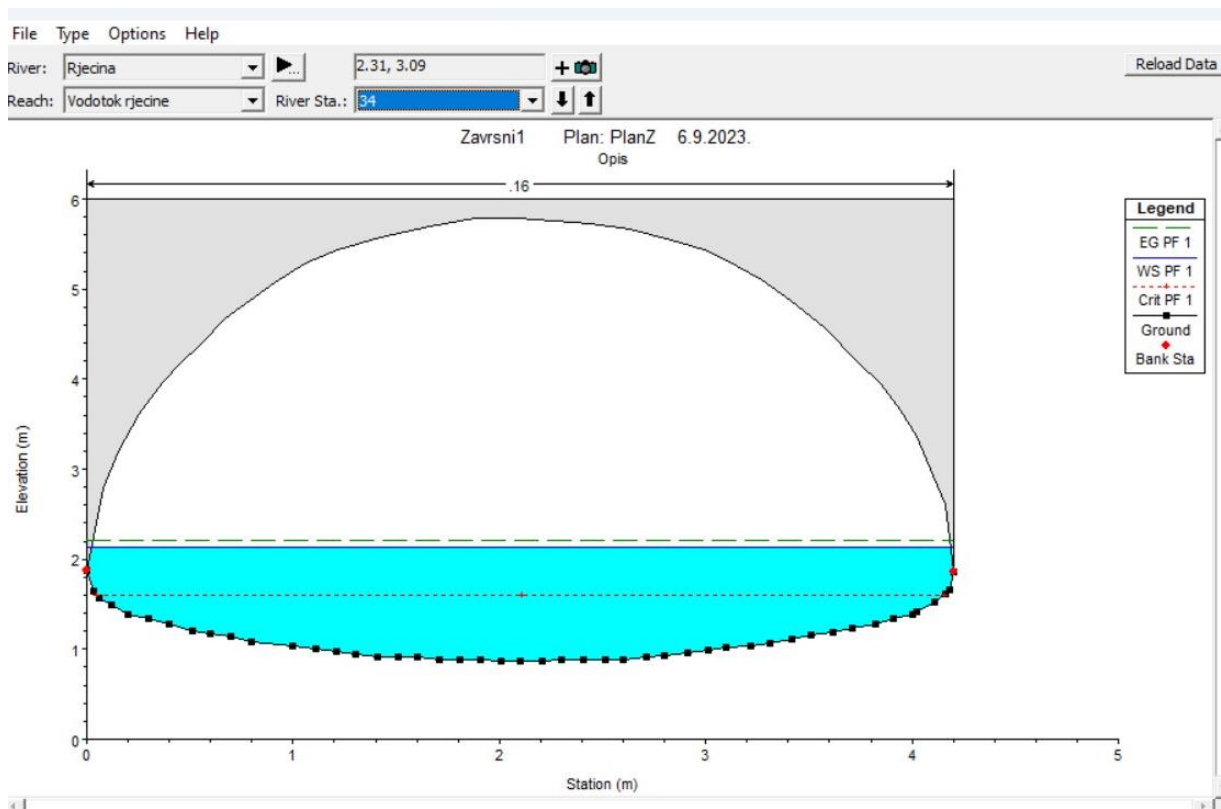 File Type Options Help
River: Rjecina 2.31, 3.09 Reload Data
Reach: Vodotok rjecine River Sta.: 34
Zavrsni1 Plan: PlanZ 6.9.2023.
Opis
.16
Legend
EG PF 1
WS PF 1
Crit PF 1
Ground
Bank Sta
Elevation (m)
6
5
4
3
2
1
0
0 1 2 3 4 5
Station (m)